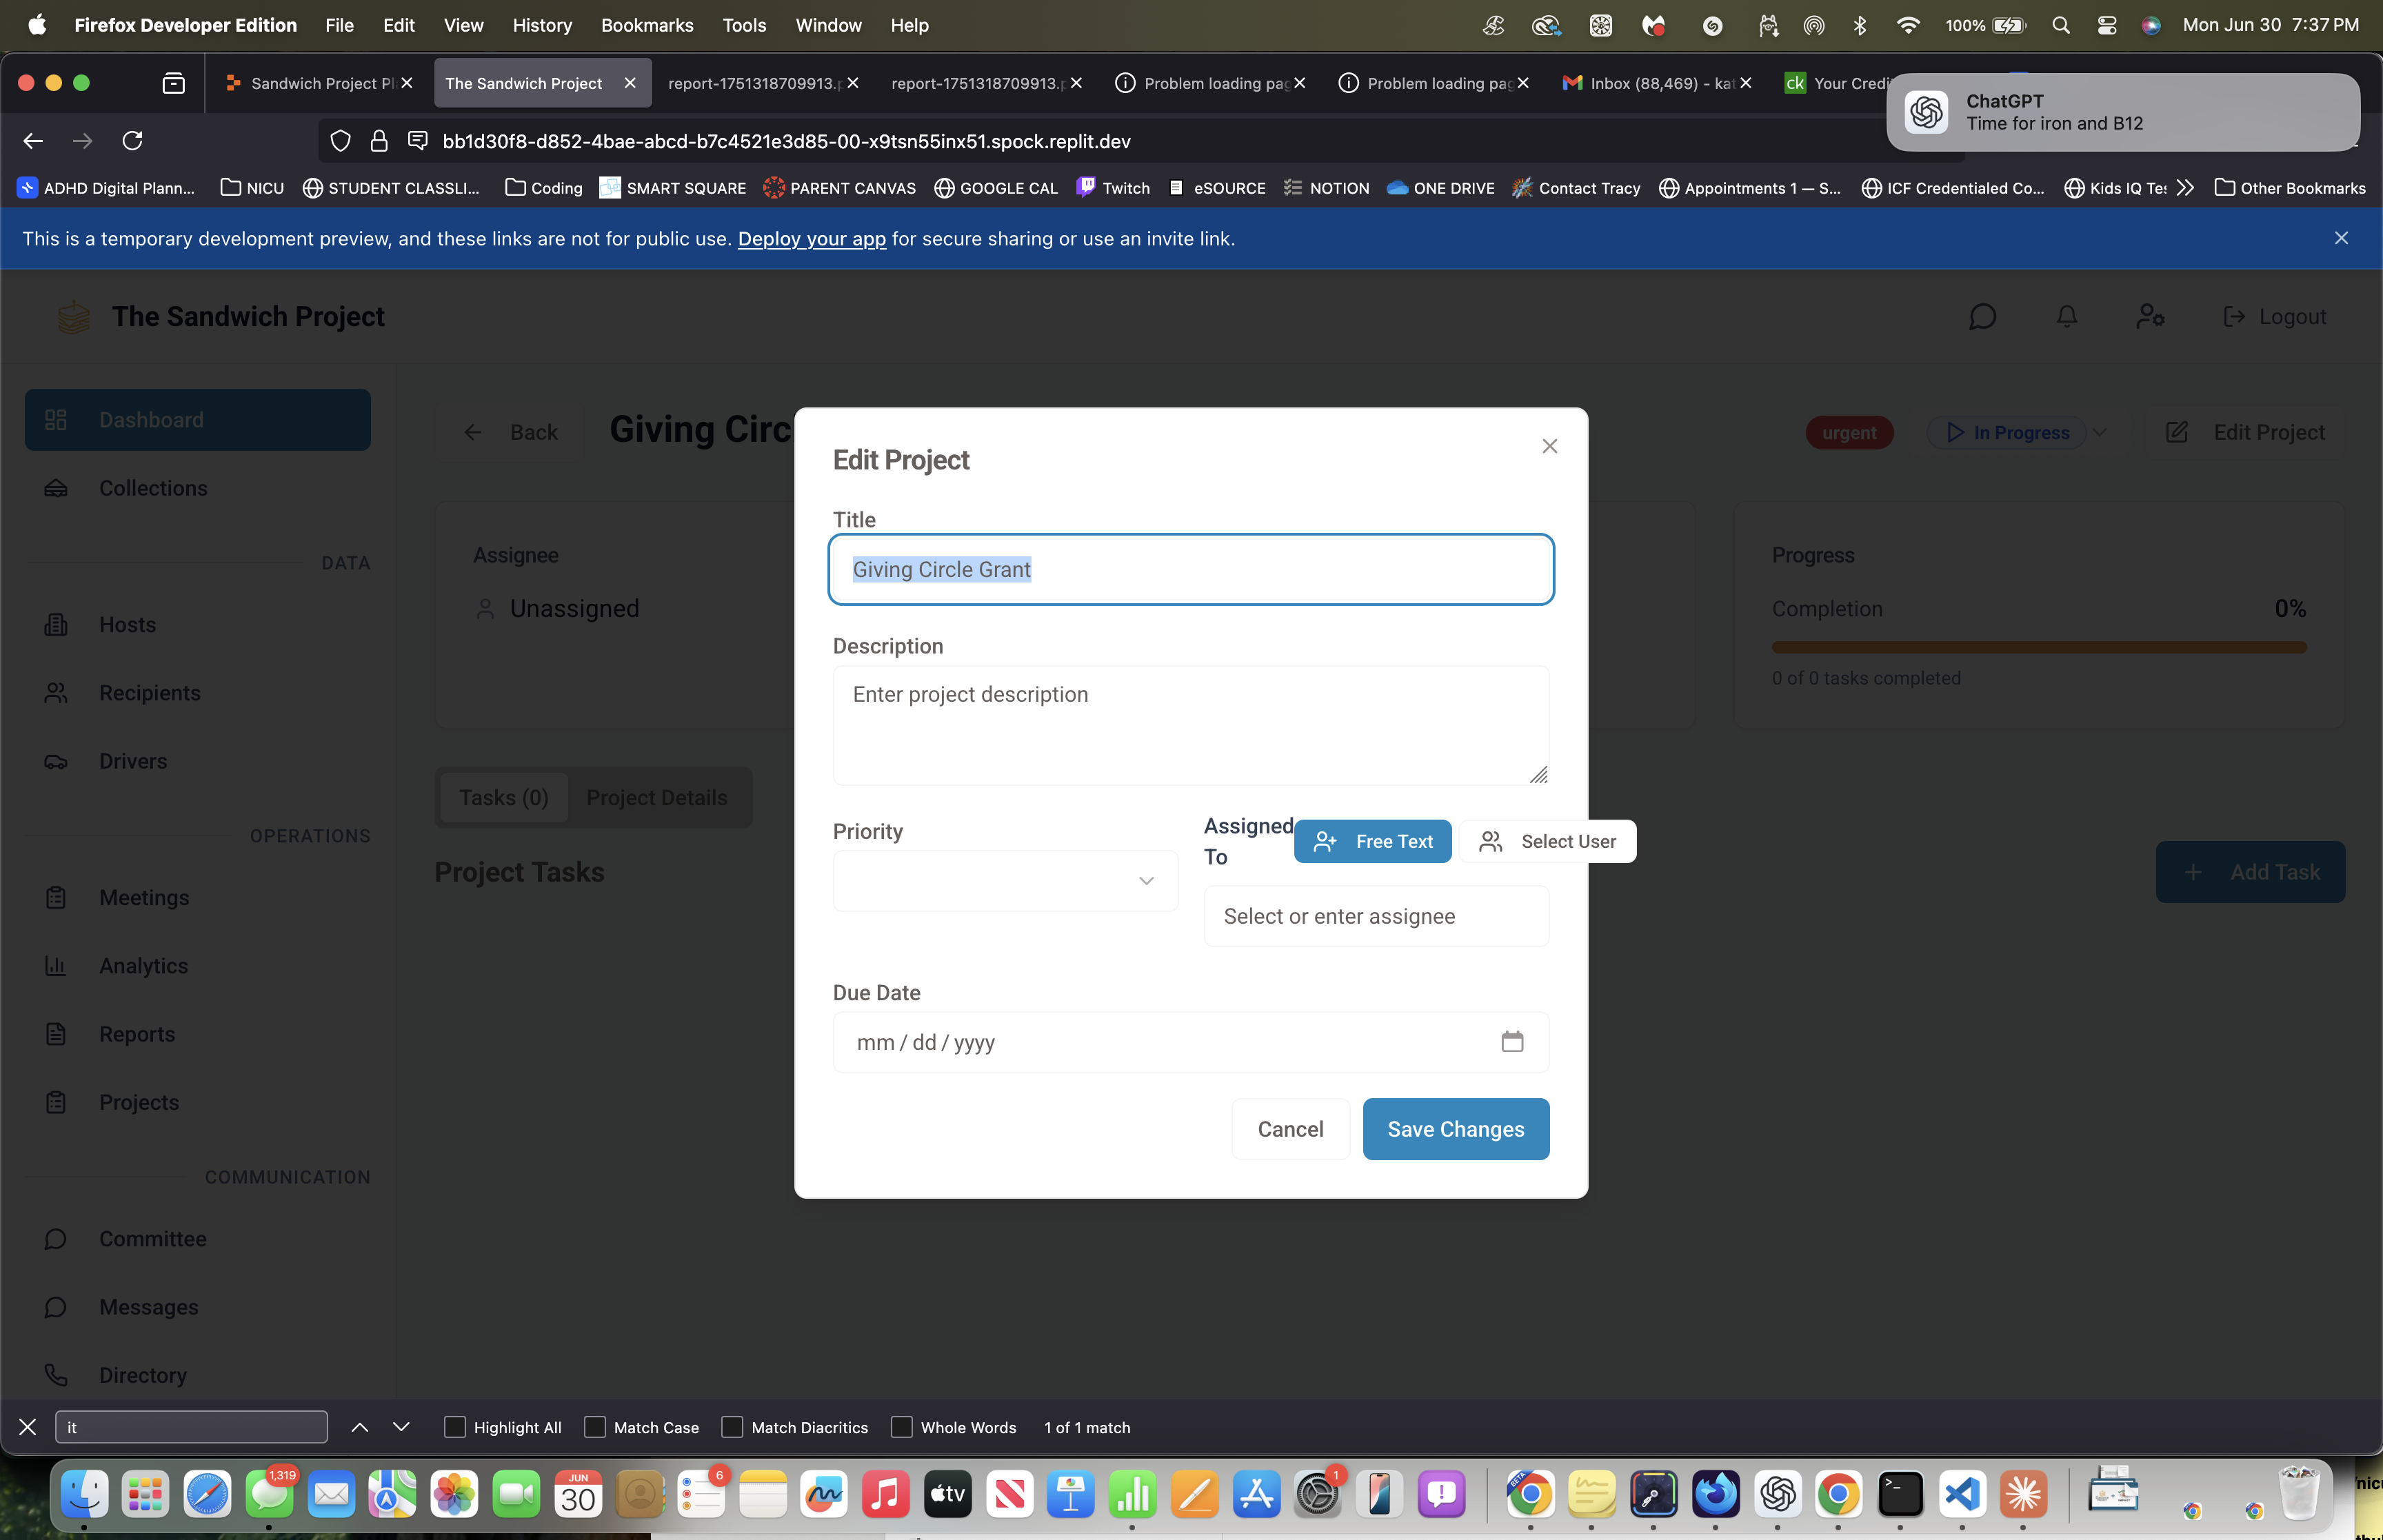 Firefox Developer Edition File Edit View History Bookmarks Tools Window Help 100% Mon Jun 30 7:37 PM
Sandwich Project Pl The Sandwich Project report-1751318709913.p report-1751318709913.p Problem loading pag Problem loading pag Inbox (88,469) - kat ck Your Credi
ChatGPT
Time for iron and B12
bb1d30f8-d852-4bae-abcd-b7c4521e3d85-00-x9tsn55inx51.spock.replit.dev
ADHD Digital Plann... NICU STUDENT CLASSLI... Coding SMART SQUARE PARENT CANVAS GOOGLE CAL Twitch eSOURCE NOTION ONE DRIVE Contact Tracy Appointments 1 — S... ICF Credentialed Co... Kids IQ Tes Other Bookmarks
This is a temporary development preview, and these links are not for public use. Deploy your app for secure sharing or use an invite link.
The Sandwich Project
Logout
Dashboard
Collections
DATA
Hosts
Recipients
Drivers
OPERATIONS
Meetings
Analytics
Reports
Projects
COMMUNICATION
Committee
Messages
Directory
Back Giving Circ urgent In Progress Edit Project
Assignee
Unassigned
Progress
Completion 0%
0 of 0 tasks completed
Tasks (0) Project Details
Project Tasks
Add Task
Edit Project
Title
Giving Circle Grant
Description
Enter project description
Priority
Assigned To
Free Text Select User
Select or enter assignee
Due Date
mm / dd / yyyy
Cancel Save Changes
it Highlight All Match Case Match Diacritics Whole Words 1 of 1 match
1,319 JUN 30 6 tv 1 BETA